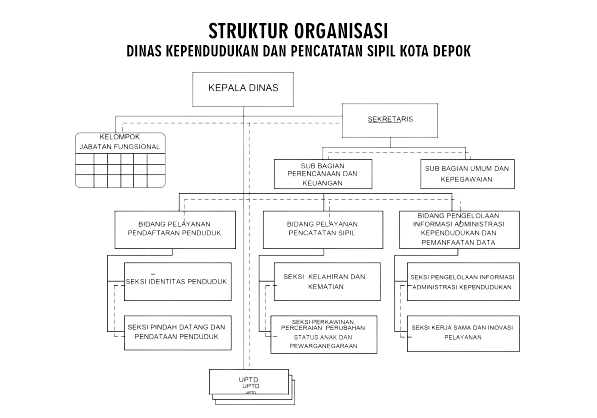 STRUKTUR ORGANISASI
DINAS KEPENDUDUKAN DAN PENCATATAN SIPIL KOTA DEPOK
KEPALA DINAS
SEKRETARIS
KELOMPOK
JABATAN FUNGSIONAL
SUB BAGIAN
PERENCANAAN DAN
KEUANGAN
SUB BAGIAN UMUM DAN
KEPEGAWAIAN
BIDANG PELAYANAN
PENDAFTARAN PENDUDUK
BIDANG PELAYANAN
PENCATATAN SIPIL
BIDANG PENGELOLAAN
INFORMASI ADMINISTRASI
KEPENDUDUKAN DAN
PEMANFAATAN DATA
SEKSI IDENTITAS PENDUDUK
SEKSI KELAHIRAN DAN
KEMATIAN
SEKSI PENGELOLAAN INFORMASI
ADMINISTRASI KEPENDUDUKAN
SEKSI PINDAH DATANG DAN
PENDATAAN PENDUDUK
SEKSI PERKAWINAN,
PERCERAIAN, PERUBAHAN
STATUS ANAK DAN
PEWARGANEGARAAN
SEKSI KERJA SAMA DAN INOVASI
PELAYANAN
UPTD
UPTD
UPTD